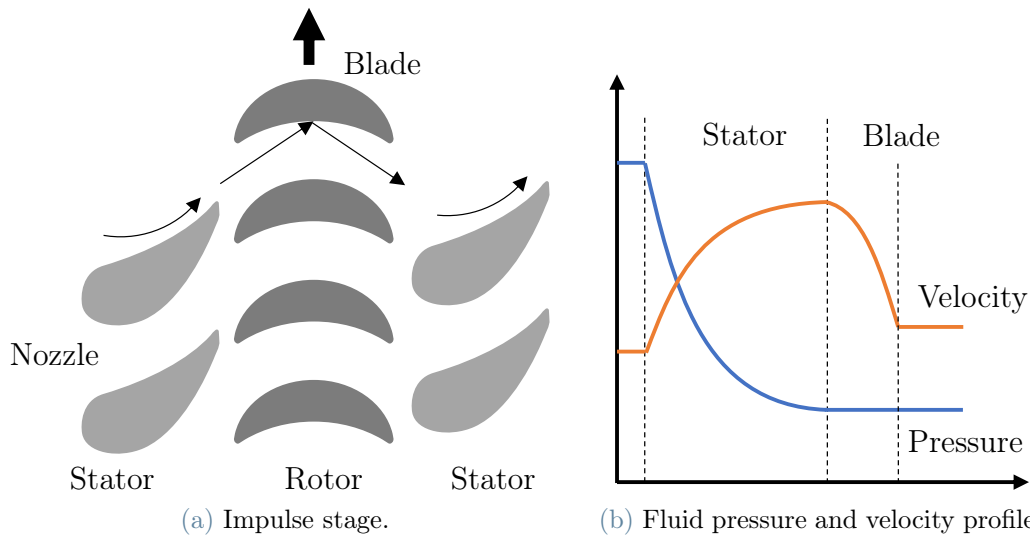 Blade
Nozzle
Stator
Rotor
Stator
(a) Impulse stage.
Stator
Blade
Velocity
Pressure
(b) Fluid pressure and velocity profile